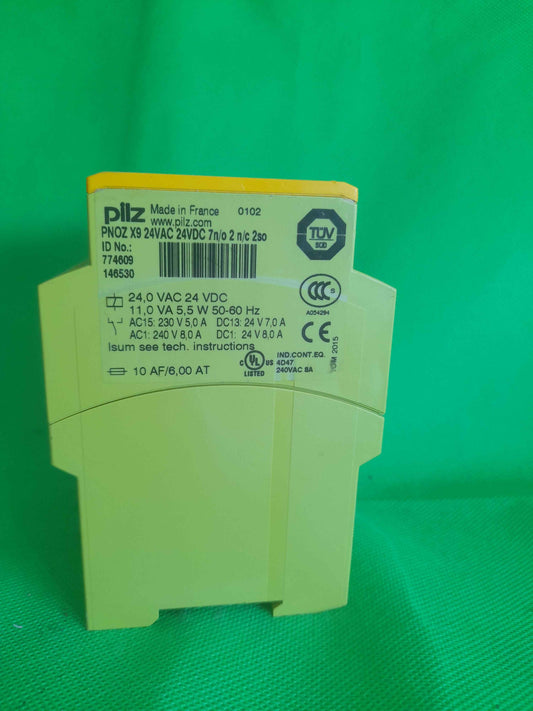 pilz Made in France 0102
www.pilz.com
PNOZ X9 24VAC 24VDC 7n/o 2 n/c 2so
ID No.:
774609
146530
TÜV
CCC S
A054294
24,0 VAC 24 VDC
11,0 VA 5,5 W 50-60 Hz
AC15: 230 V 5,0 A DC13: 24 V 7,0 A
AC1: 240 V 8,0 A DC1: 24 V 8,0 A
Isum see tech. instructions
CE
2015
10 AF/6,00 AT
C UL US
LISTED
IND.CONT.EQ.
4D47
240VAC 8A